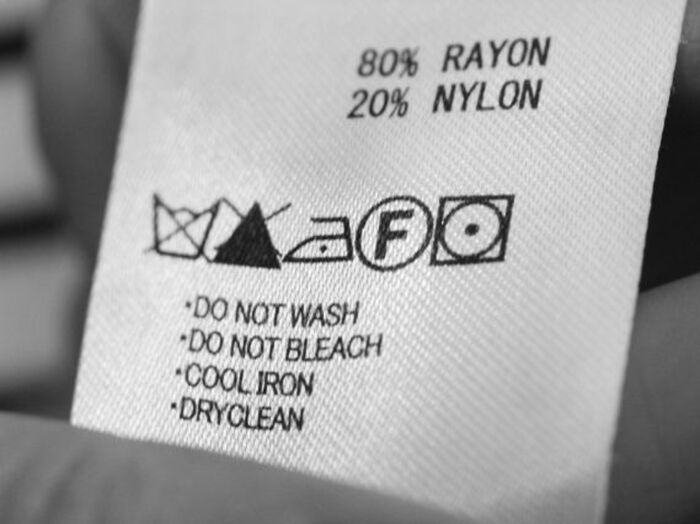 80% RAYON
20% NYLON
F
·DO NOT WASH
·DO NOT BLEACH
·COOL IRON
·DRYCLEAN